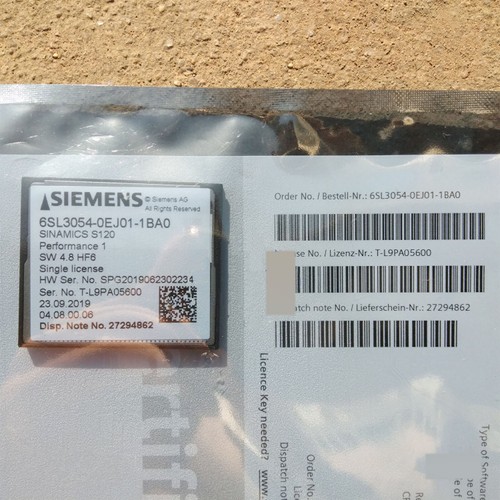 SIEMENS © Siemens AG
All Rights Reserved
6SL3054-0EJ01-1BA0
SINAMICS S120
Performance 1
SW 4.8 HF6
Single license
HW Ser. No. SPG2019062302234
Ser. No. T-L9PA05600
23.09.2019
04.08.00.06
Disp. Note No. 27294862
Order No. / Bestell-Nr.: 6SL3054-0EJ01-1BA0
No. / Lizenz-Nr.: T-L9PA05600
note No. / Lieferschein-Nr.: 27294862
Licence Key needed? www.
Dispatch
Order No.
Type of